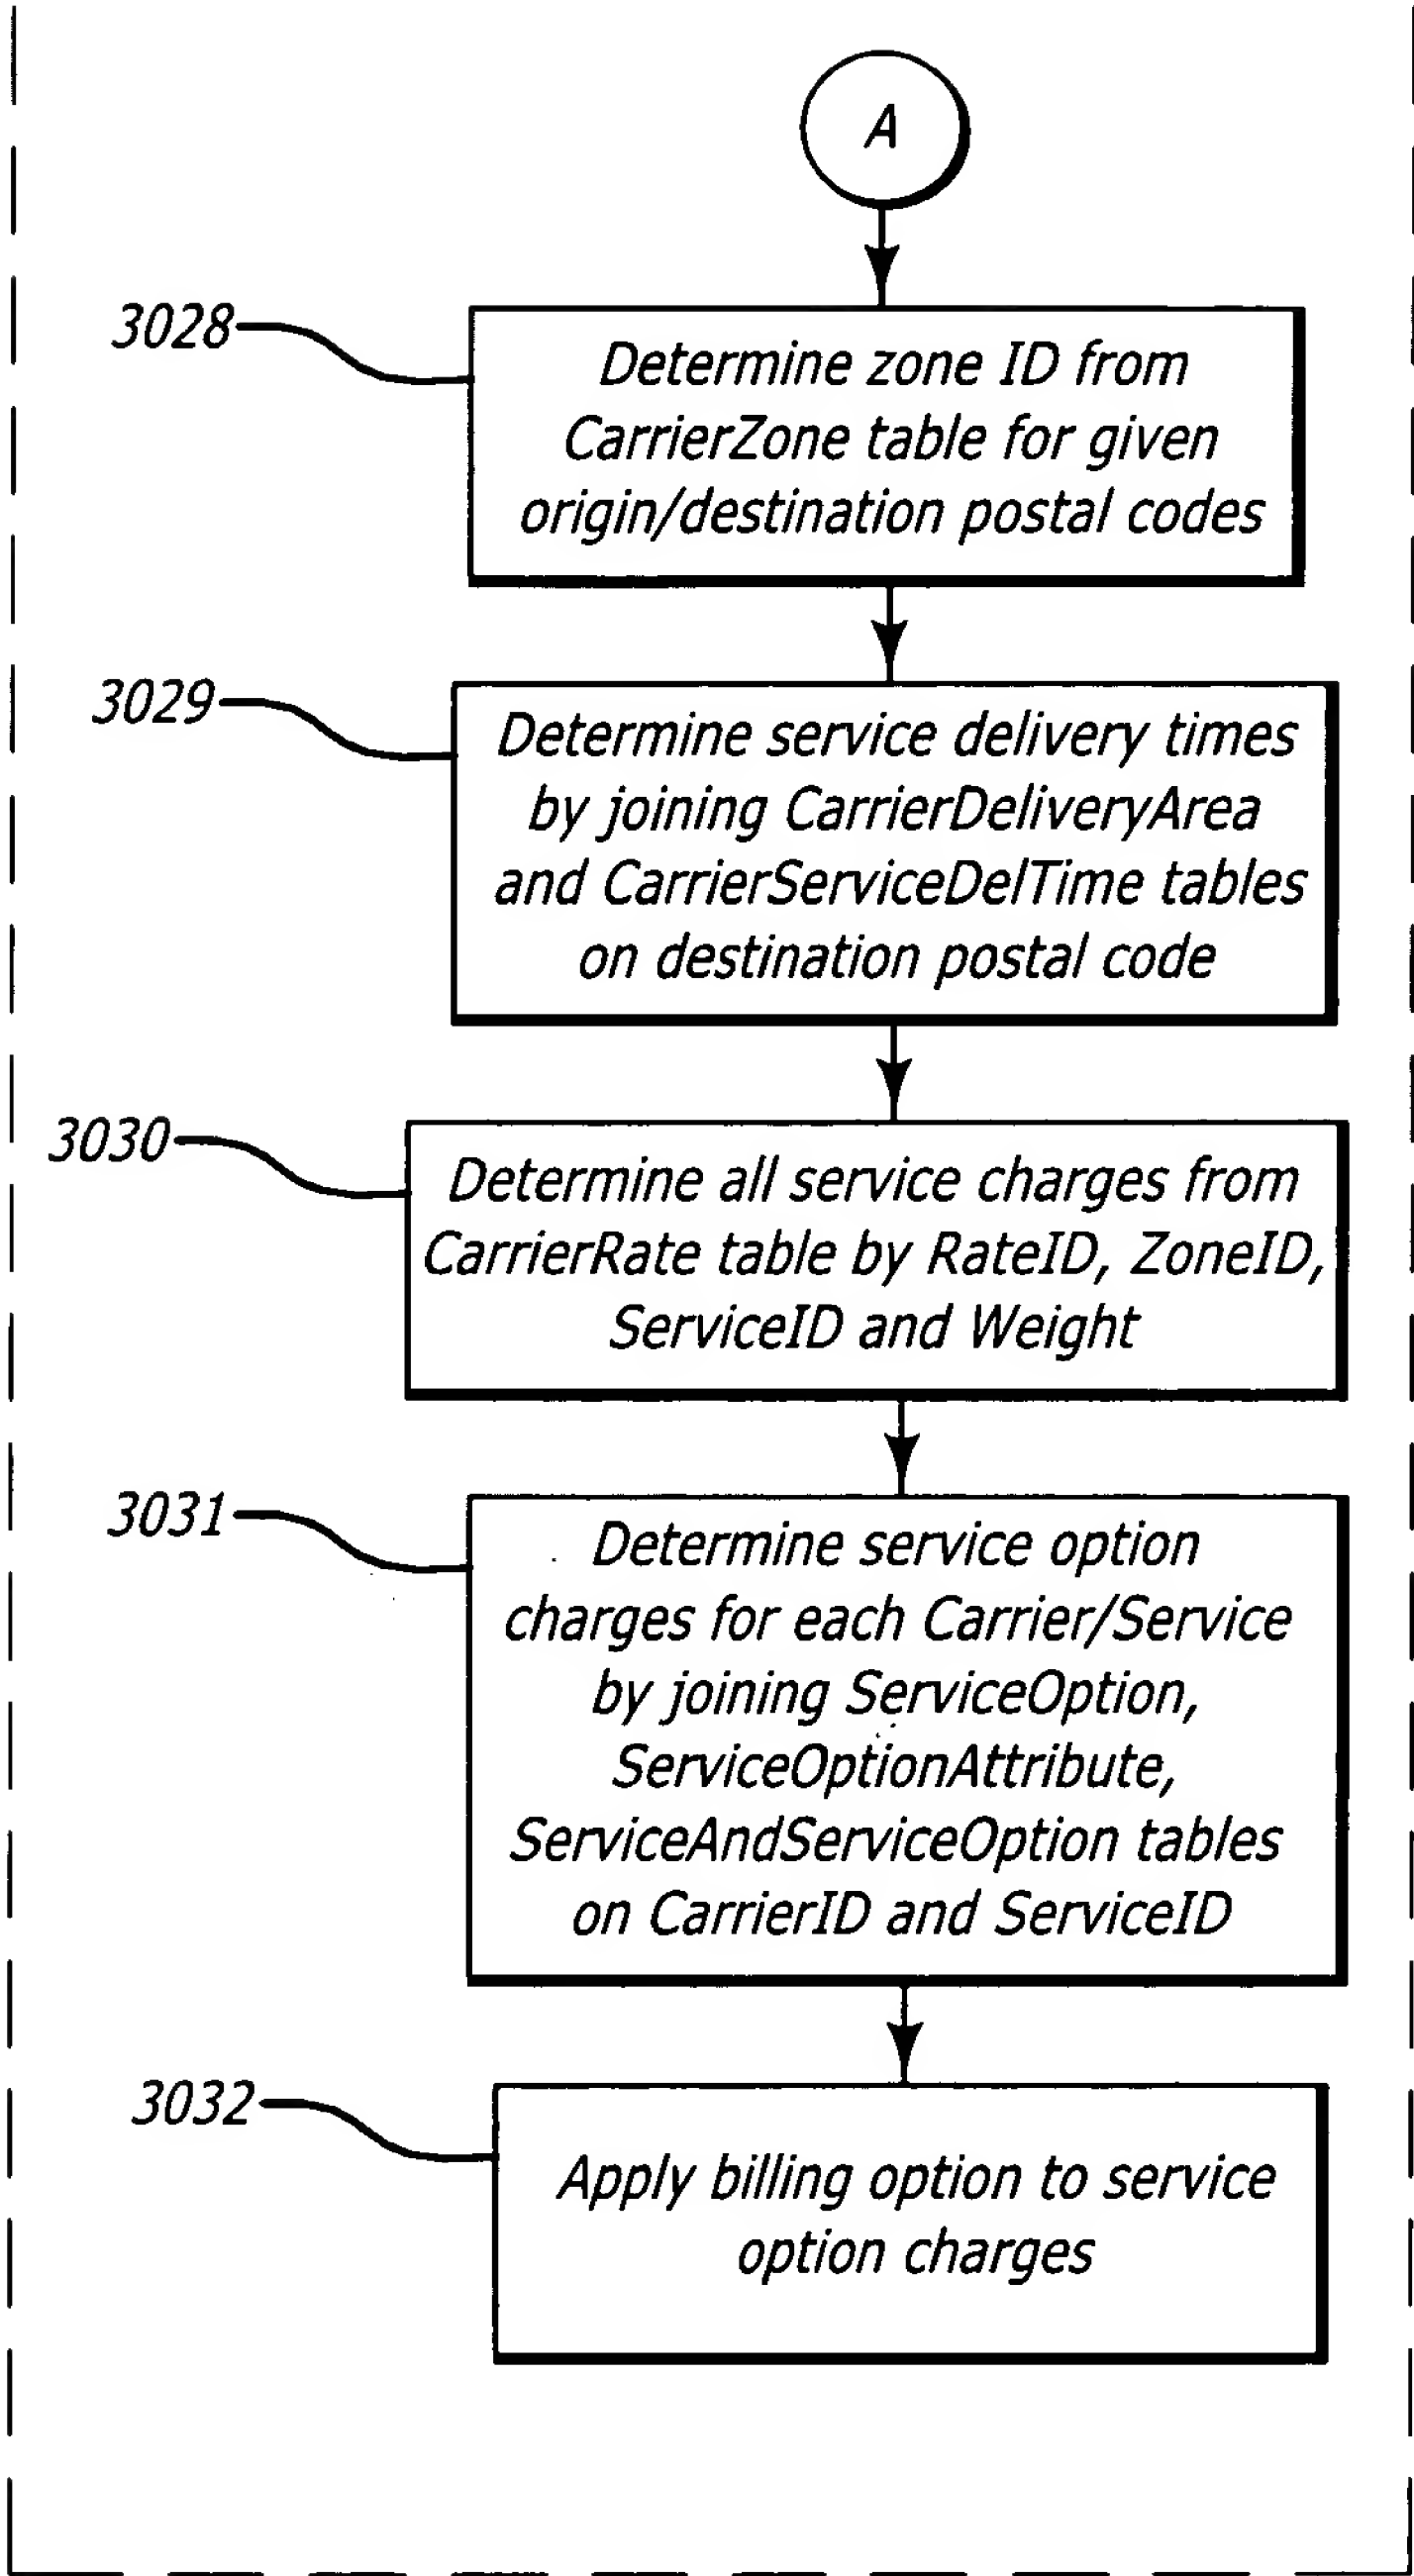 A
3028
Determine zone ID from
CarrierZone table for given
origin/destination postal codes
3029
Determine service delivery times
by joining CarrierDeliveryArea
and CarrierServiceDelTime tables
on destination postal code
3030
Determine all service charges from
CarrierRate table by RateID, ZoneID,
ServiceID and Weight
3031
Determine service option
charges for each Carrier/Service
by joining ServiceOption,
ServiceOptionAttribute,
ServiceAndServiceOption tables
on CarrierID and ServiceID
3032
Apply billing option to service
option charges